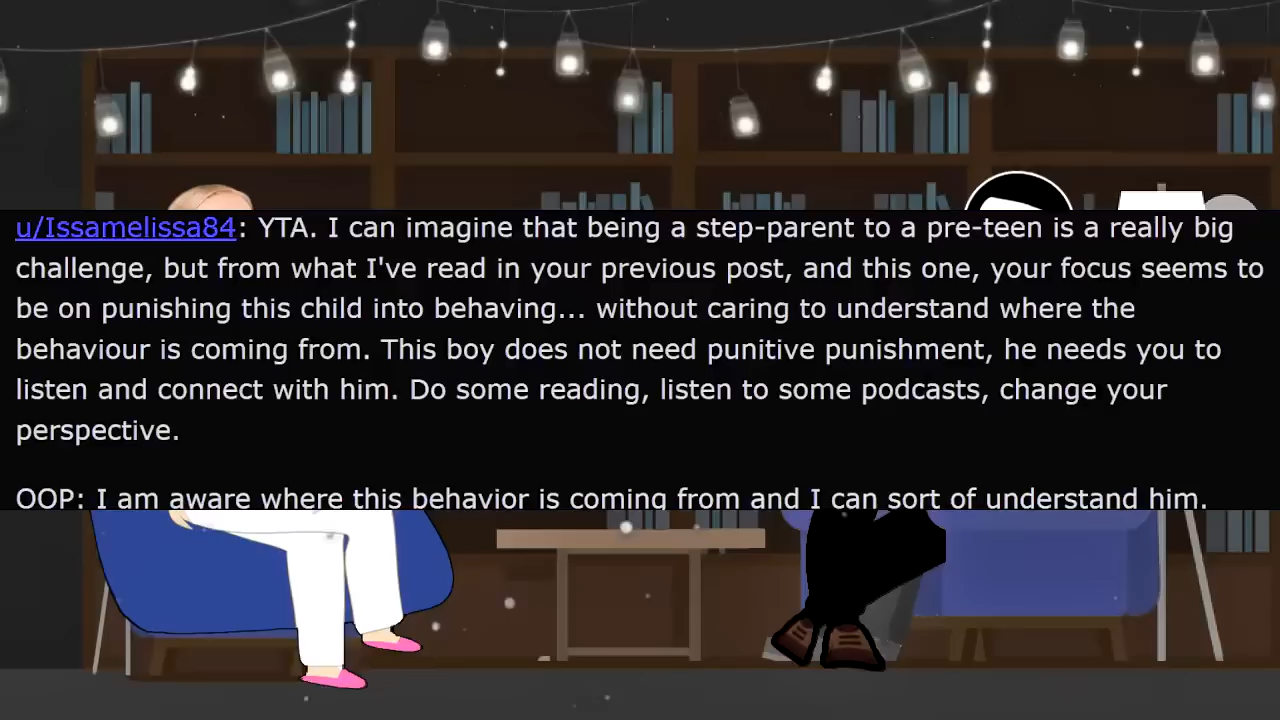 u/Issamelissa84: YTA. I can imagine that being a step-parent to a pre-teen is a really big
challenge, but from what I've read in your previous post, and this one, your focus seems to
be on punishing this child into behaving... without caring to understand where the
behaviour is coming from. This boy does not need punitive punishment, he needs you to
listen and connect with him. Do some reading, listen to some podcasts, change your
perspective.
OOP: I am aware where this behavior is coming from and I can sort of understand him.